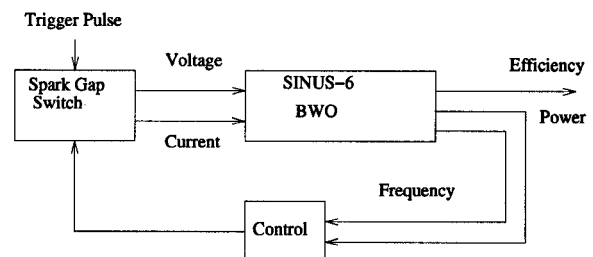 Trigger Pulse
Voltage
Efficiency
Spark Gap
Switch
SINUS-6
BWO
Power
Current
Frequency
Control